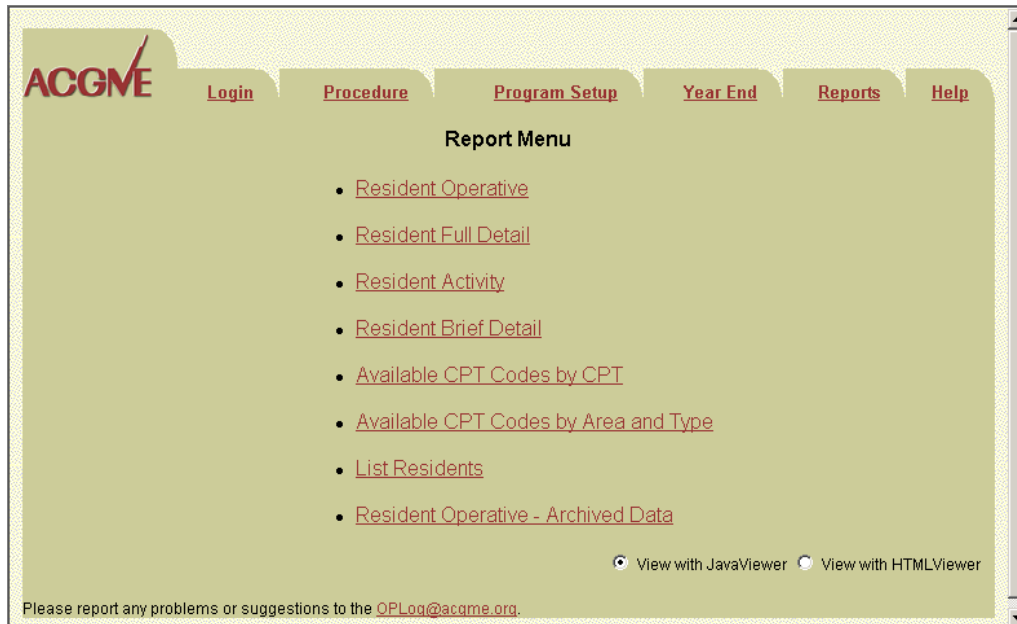 ACGME
Login Procedure Program Setup Year End Reports Help
Report Menu
Resident Operative
Resident Full Detail
Resident Activity
Resident Brief Detail
Available CPT Codes by CPT
Available CPT Codes by Area and Type
List Residents
Resident Operative - Archived Data
View with JavaViewer View with HTMLViewer
Please report any problems or suggestions to the OPLog@acgme.org.